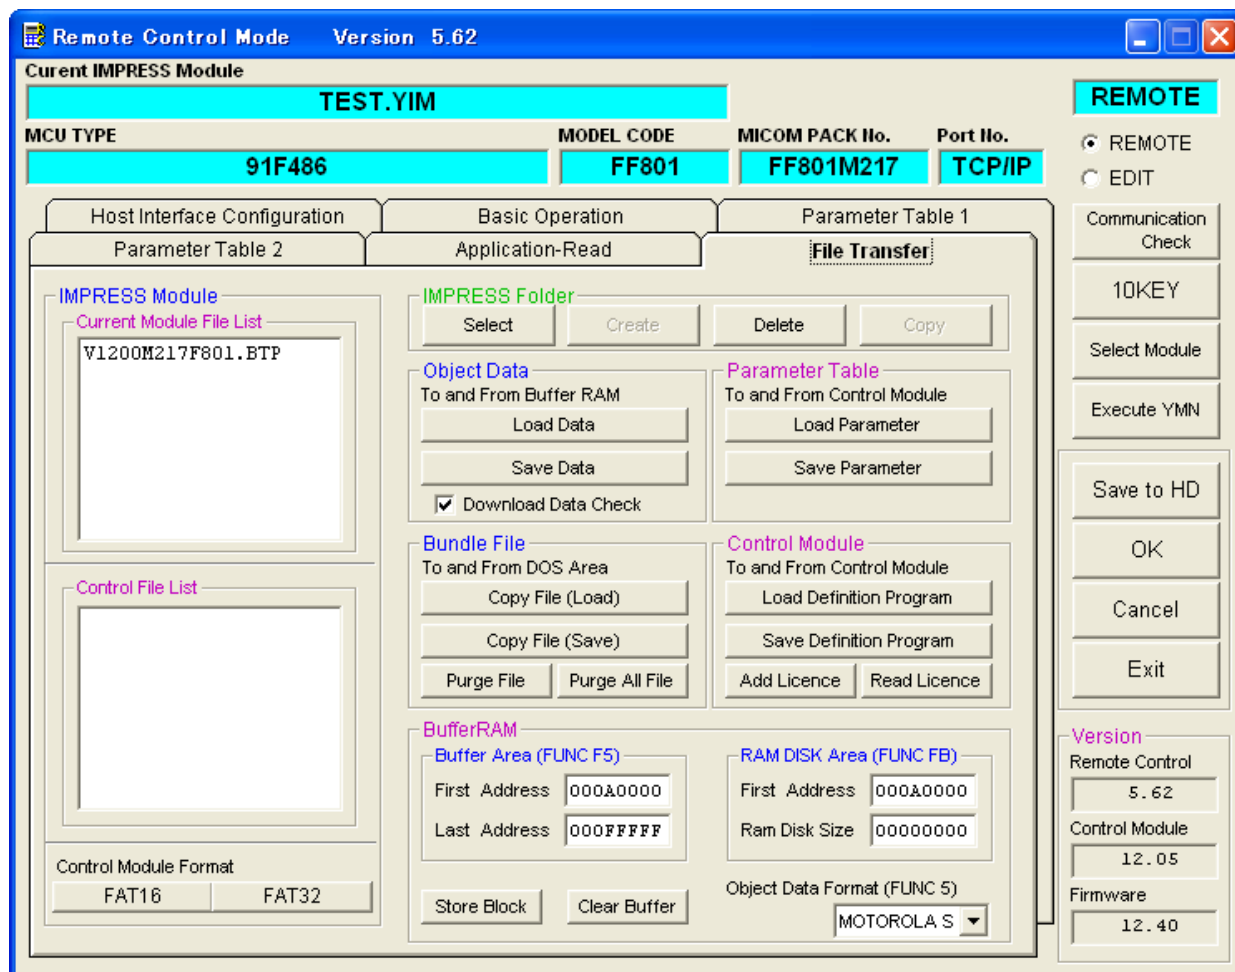 Remote Control Mode Version 5.62
Curent IMPRESS Module
TEST.YIM
REMOTE
MCU TYPE MODEL CODE MICOM PACK No. Port No.
91F486 FF801 FF801M217 TCP/IP
REMOTE
EDIT
Host Interface Configuration Basic Operation Parameter Table 1
Parameter Table 2 Application-Read File Transfer
IMPRESS Module
Current Module File List
V1200M217F801.BTP
Control File List
Control Module Format
FAT16 FAT32
IMPRESS Folder
Select Create Delete Copy
Object Data
To and From Buffer RAM
Load Data
Save Data
Download Data Check
Parameter Table
To and From Control Module
Load Parameter
Save Parameter
Bundle File
To and From DOS Area
Copy File (Load)
Copy File (Save)
Purge File Purge All File
Control Module
To and From Control Module
Load Definition Program
Save Definition Program
Add Licence Read Licence
BufferRAM
Buffer Area (FUNC F5)
First Address 000A0000
Last Address 000FFFFF
RAM DISK Area (FUNC FB)
First Address 000A0000
Ram Disk Size 00000000
Store Block Clear Buffer
Object Data Format (FUNC 5)
MOTOROLA S
Communication
Check
10KEY
Select Module
Execute YMN
Save to HD
OK
Cancel
Exit
Version
Remote Control
5.62
Control Module
12.05
Firmware
12.40